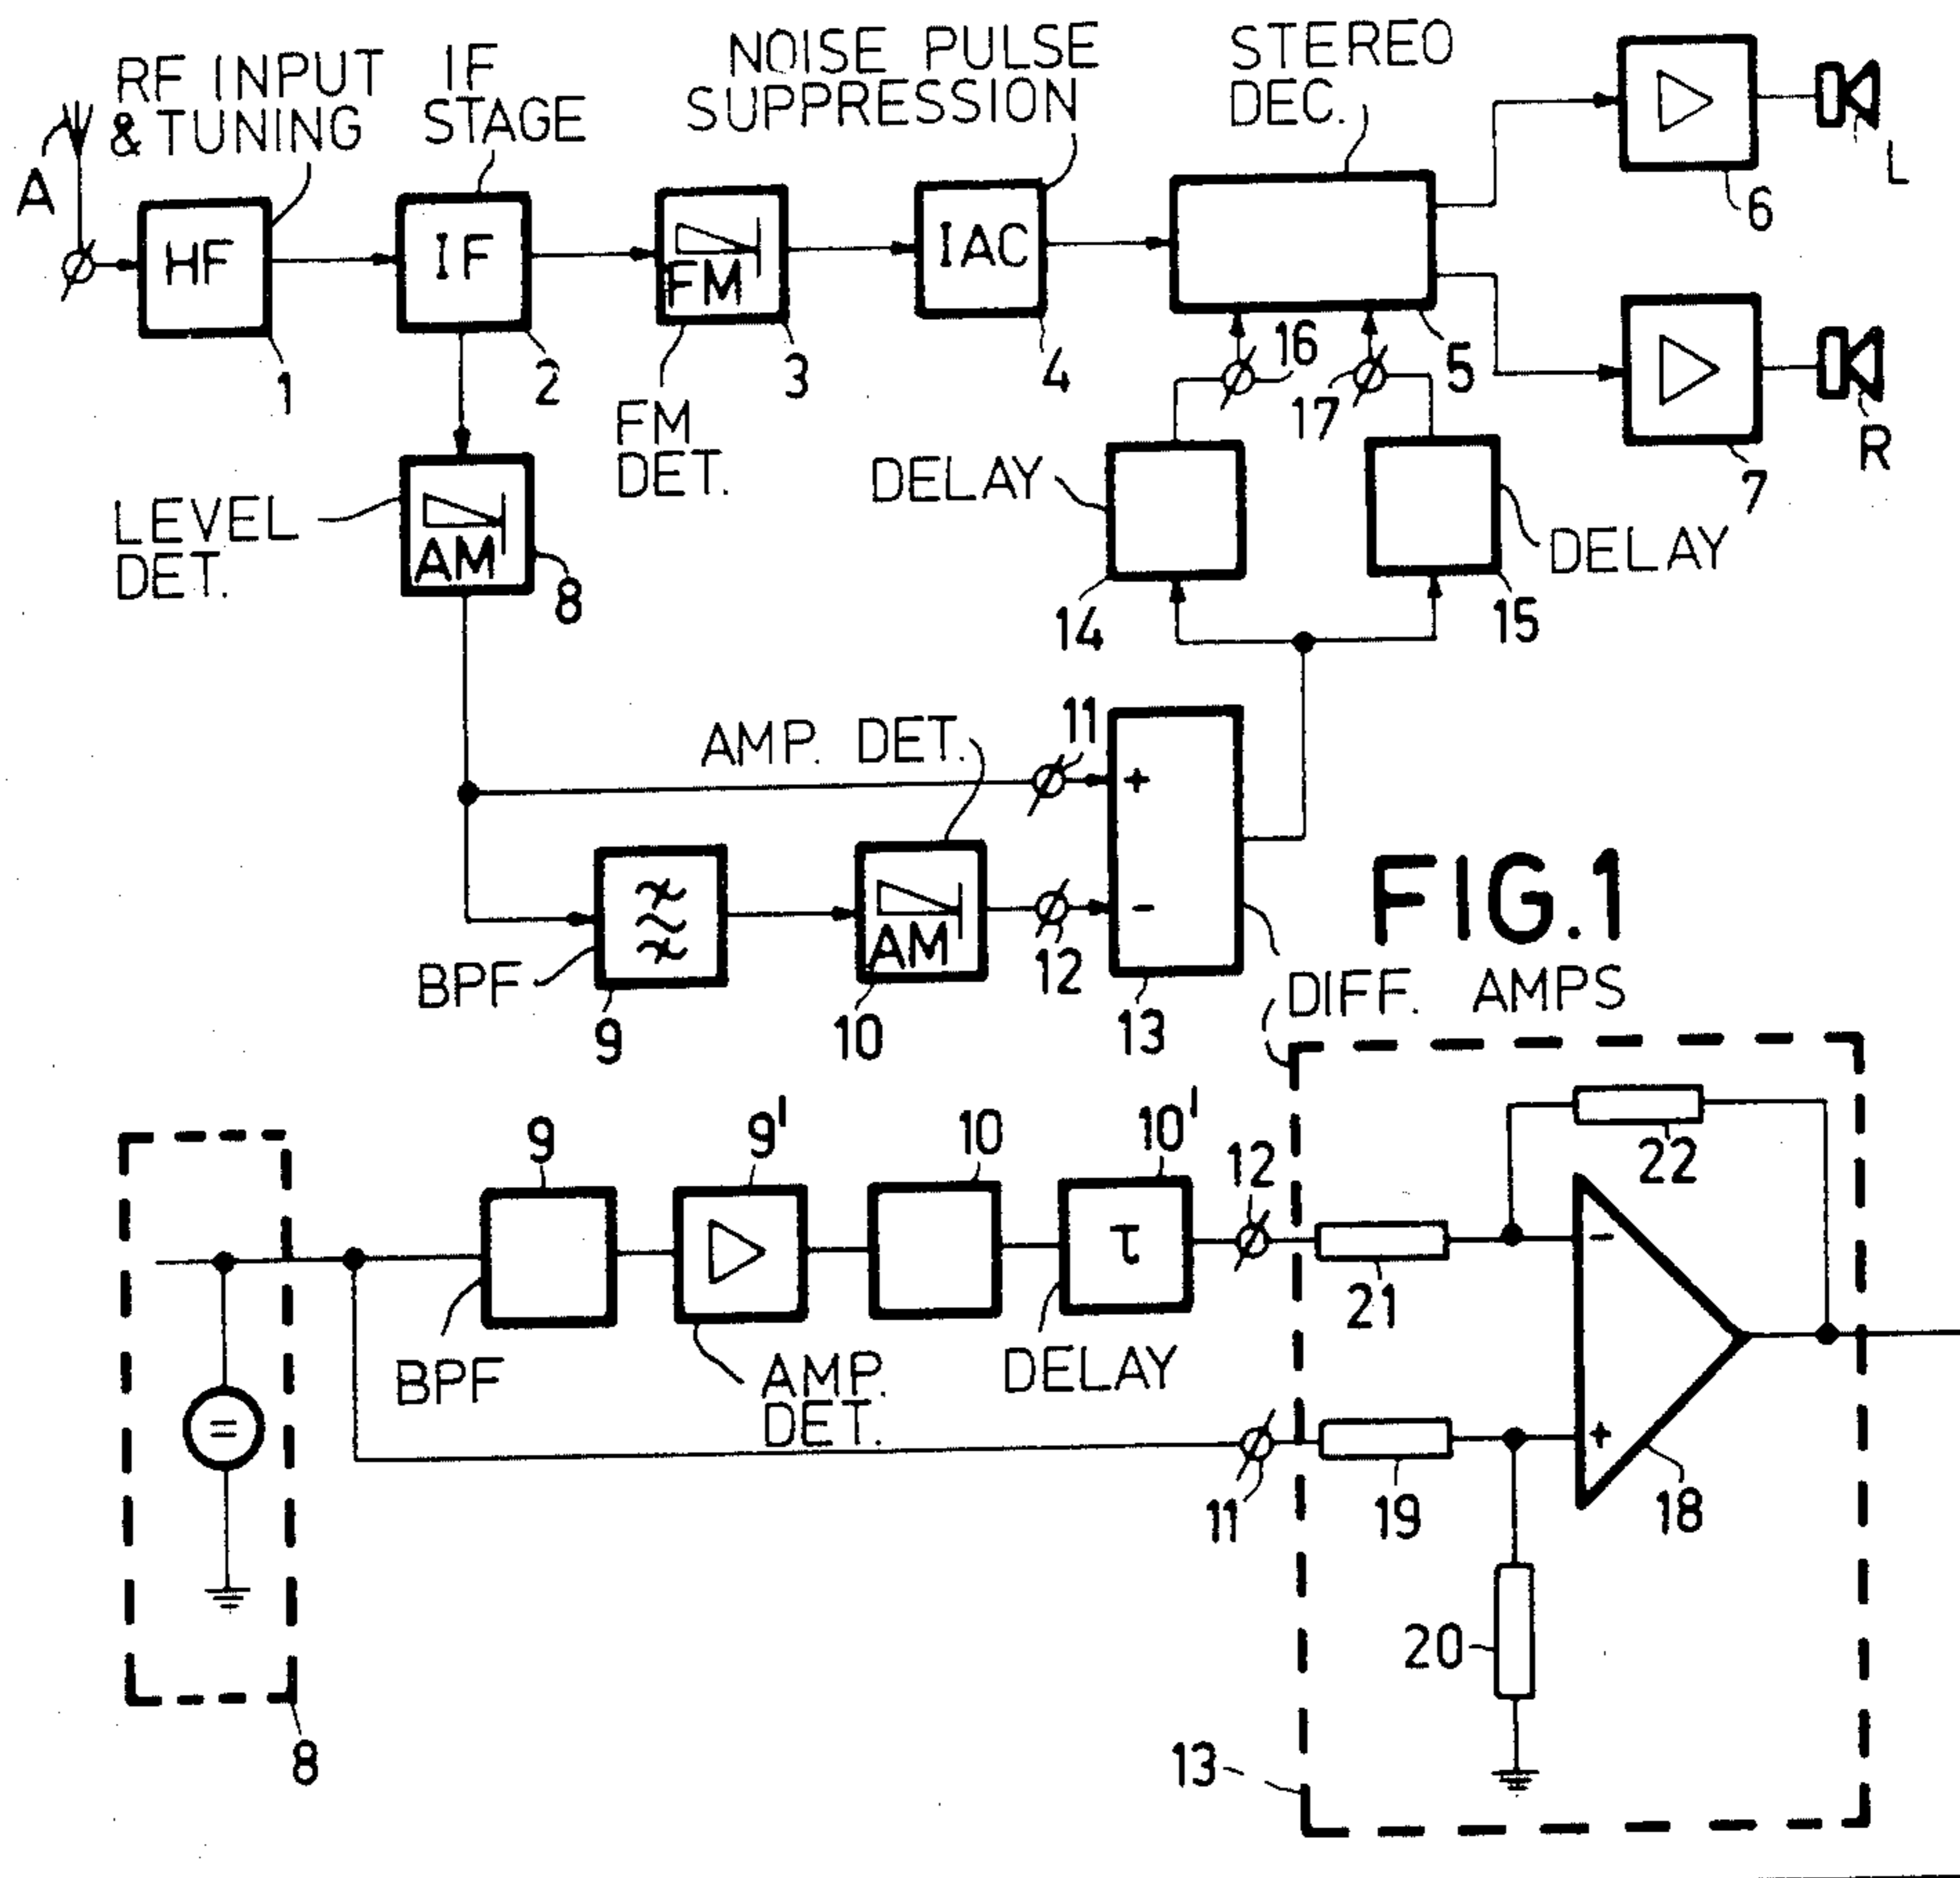 RF INPUT
& TUNING
IF
STAGE
NOISE PULSE
SUPPRESSION
STEREO
DEC.
A
HF
IF
FM
IAC
L
6
1
2
3
4
16
17
5
R
7
FM
DET.
DELAY
DELAY
LEVEL
DET.
AM
8
14
15
AMP. DET.
11
+
-
BPF
AM
12
9
10
13
FIG.1
DIFF. AMPS
9
9'
10
10'
12
22
τ
-
21
BPF
AMP.
DET.
DELAY
=
+
11
19
18
20
8
13